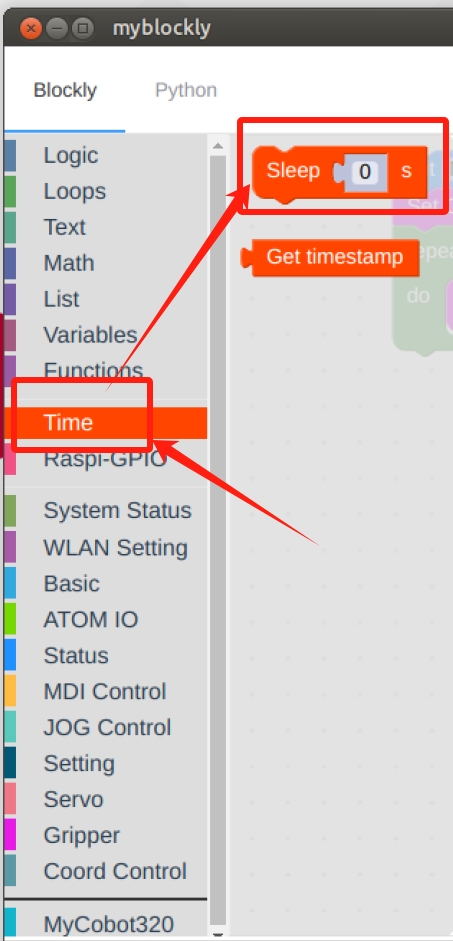 myblockly
Blockly Python
Logic
Loops
Text
Math
List
Variables
Functions
Time
Raspi-GPIO
System Status
WLAN Setting
Basic
ATOM IO
Status
MDI Control
JOG Control
Setting
Servo
Gripper
Coord Control
MyCobot320
Sleep 0 s
Get timestamp
Set
do